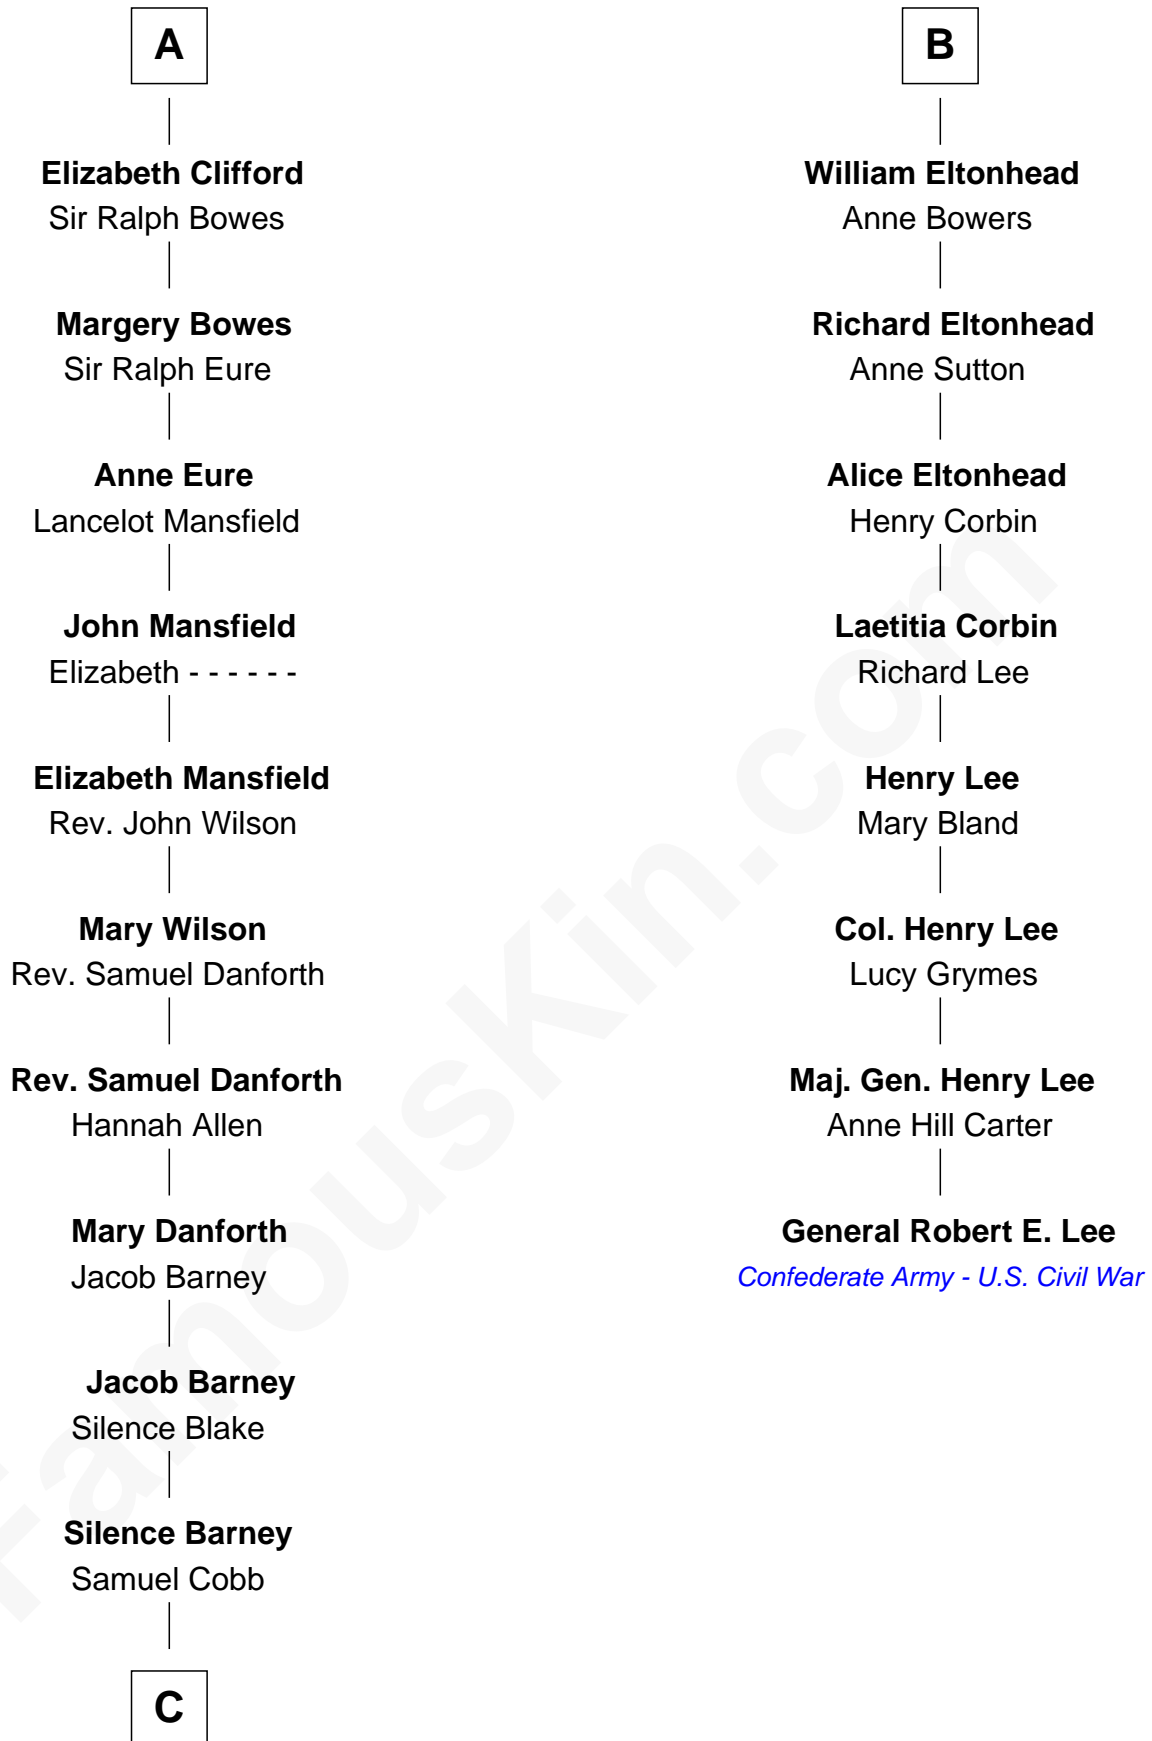 A
Elizabeth Clifford
Sir Ralph Bowes
Margery Bowes
Sir Ralph Eure
Anne Eure
Lancelot Mansfield
John Mansfield
Elizabeth - - - - - -
Elizabeth Mansfield
Rev. John Wilson
Mary Wilson
Rev. Samuel Danforth
Rev. Samuel Danforth
Hannah Allen
Mary Danforth
Jacob Barney
Jacob Barney
Silence Blake
Silence Barney
Samuel Cobb
C
B
William Eltonhead
Anne Bowers
Richard Eltonhead
Anne Sutton
Alice Eltonhead
Henry Corbin
Laetitia Corbin
Richard Lee
Henry Lee
Mary Bland
Col. Henry Lee
Lucy Grymes
Maj. Gen. Henry Lee
Anne Hill Carter
General Robert E. Lee
Confederate Army - U.S. Civil War
FamousKin.com